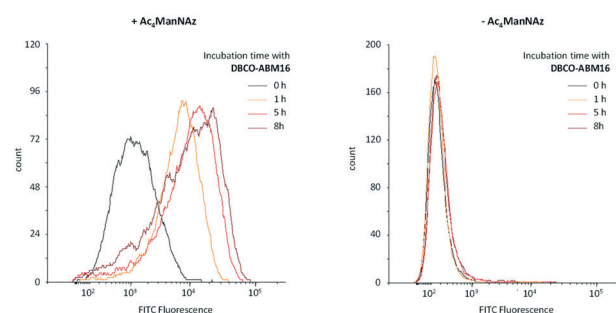 + Ac₄ManNAz
120
96
72
48
24
0
count
10² 10³ 10⁴ 10⁵
FITC Fluorescence
Incubation time with
DBCO-ABM16
0 h
1 h
5 h
8h
- Ac₄ManNAz
200
160
120
80
40
0
count
10² 10³ 10⁴ 10⁵
FITC Fluorescence
Incubation time with
DBCO-ABM16
0 h
1 h
5 h
8h